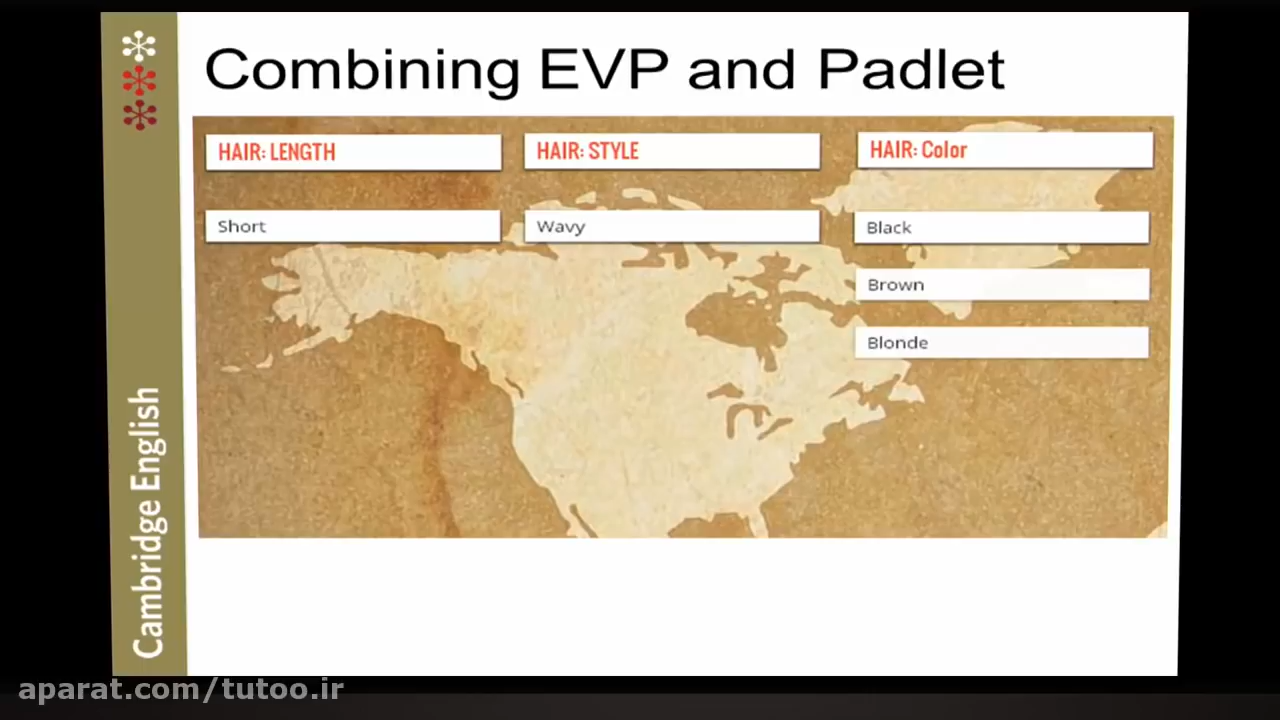 Combining EVP and Padlet
HAIR: LENGTH
HAIR: STYLE
HAIR: Color
Short
Wavy
Black
Brown
Blonde
Cambridge English
aparat.com/tutoo.ir